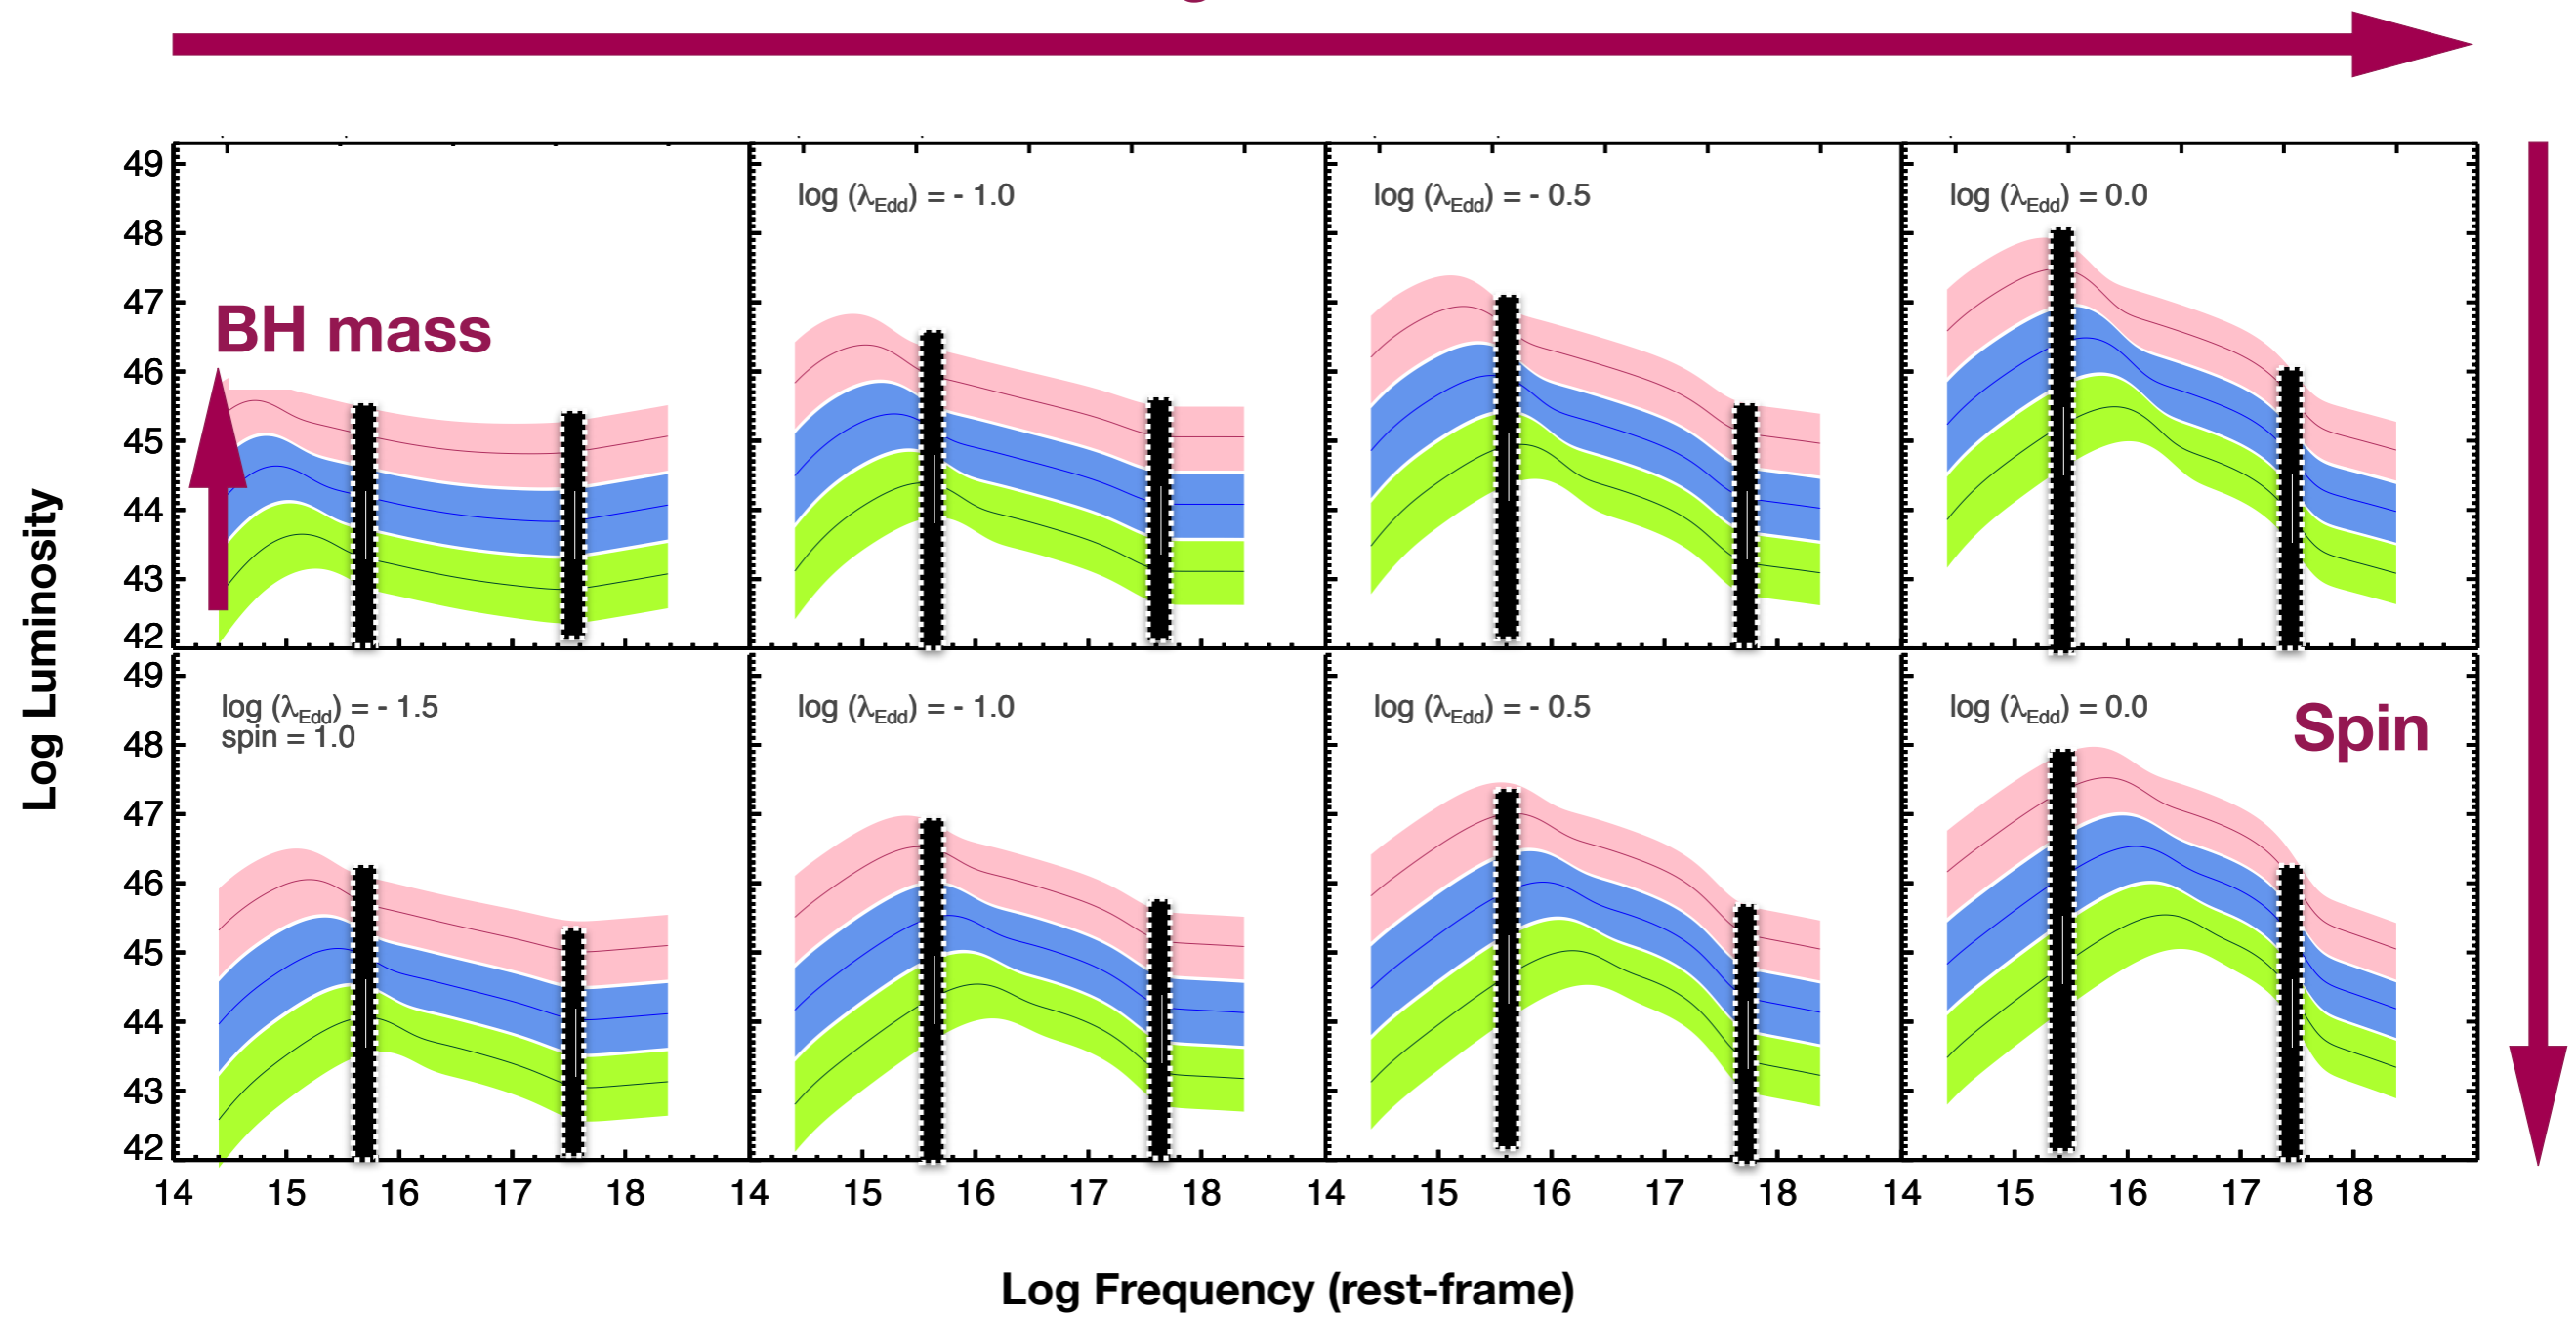 49
48
47
46
45
44
43
42
log (λEdd) = - 1.0
log (λEdd) = - 0.5
log (λEdd) = 0.0
BH mass
49
48
47
46
45
44
43
42
log (λEdd) = - 1.5
spin = 1.0
log (λEdd) = - 1.0
log (λEdd) = - 0.5
log (λEdd) = 0.0
Spin
Log Luminosity
14 15 16 17 18 14 15 16 17 18 14 15 16 17 18 14 15 16 17 18
Log Frequency (rest-frame)